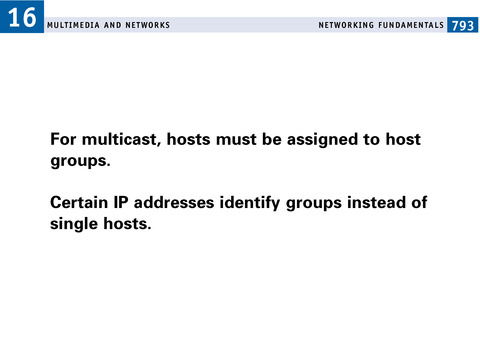 16
MULTIMEDIA AND NETWORKS
NETWORKING FUNDAMENTALS 793
For multicast, hosts must be assigned to host
groups.
Certain IP addresses identify groups instead of
single hosts.